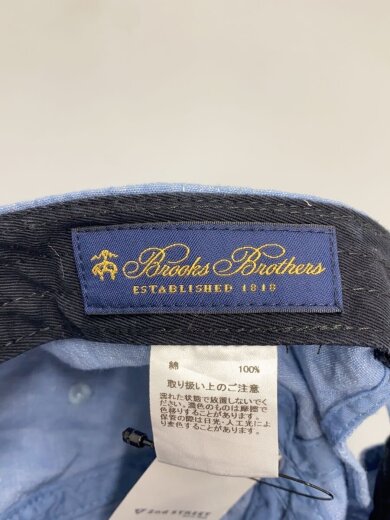 Brooks Brothers
ESTABLISHED 1818
綿 100%
取り扱い上のご注意
濡れた状態で放置しないでく
ださい。濃色のものは摩擦で
色移りすることがあります。
保管の際は日光・人工光によ
り変色することがあります。
2nd STREET